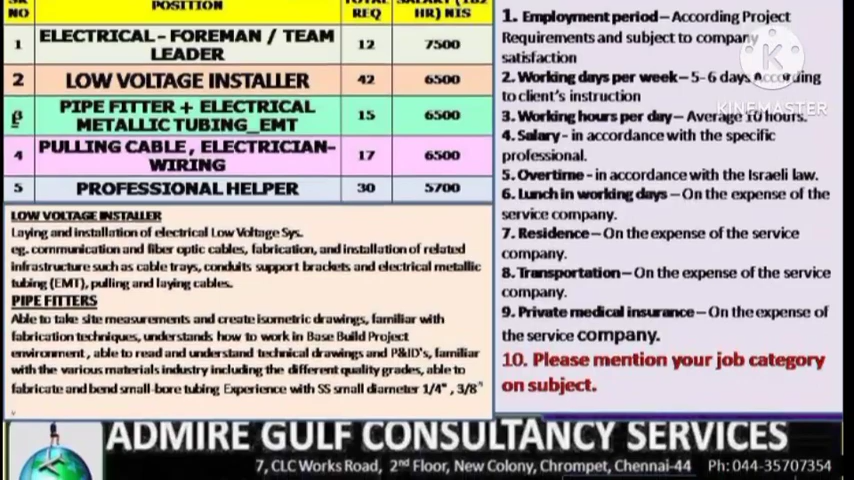 NO POSITION REQ HR) NIS
1 ELECTRICAL - FOREMAN / TEAM LEADER 12 7500
2 LOW VOLTAGE INSTALLER 42 6500
3 PIPE FITTER + ELECTRICAL METALLIC TUBING_EMT 15 6500
4 PULLING CABLE, ELECTRICIAN- WIRING 17 6500
5 PROFESSIONAL HELPER 30 5700
LOW VOLTAGE INSTALLER
Laying and installation of electrical Low Voltage Sys.
eg. communication and fiber optic cables, fabrication, and installation of related
infrastructure such as cable trays, conduits support brackets and electrical metallic
tubing (EMT), pulling and laying cables.
PIPE FITTERS
Able to take site measurements and create isometric drawings, familiar with
fabrication techniques, understands how to work in Base Build Project
environment, able to read and understand technical drawings and P&ID's, familiar
with the various materials industry including the different quality grades, able to
fabricate and bend small-bore tubing Experience with SS small diameter 1/4" , 3/8"
1. Employment period – According Project
Requirements and subject to company
satisfaction
2. Working days per week – 5-6 days According
to client's instruction
3. Working hours per day – Average 10 hours.
4. Salary- in accordance with the specific
professional.
5. Overtime - in accordance with the Israeli law.
6. Lunch in working days – On the expense of the
service company.
7. Residence – On the expense of the service
company.
8. Transportation – On the expense of the service
company.
9. Private medical insurance – On the expense of
the service company.
10. Please mention your job category
on subject.
KINEMASTER
ADMIRE GULF CONSULTANCY SERVICES
7, CLC Works Road, 2nd Floor, New Colony, Chrompet, Chennai-44 Ph: 044-35707354